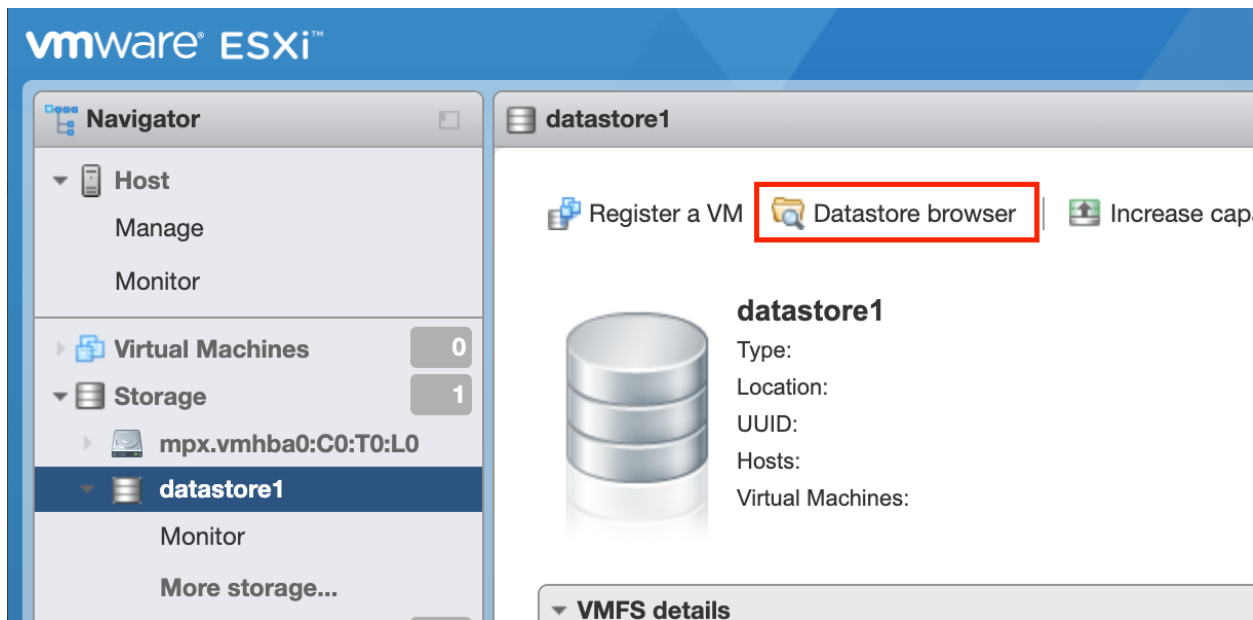 vmware® ESXi™
Navigator
datastore1
Host
Manage
Monitor
Register a VM
Datastore browser
Increase capa
Virtual Machines
0
Storage
1
mpx.vmhba0:C0:T0:L0
datastore1
Monitor
More storage...
datastore1
Type:
Location:
UUID:
Hosts:
Virtual Machines:
VMFS details